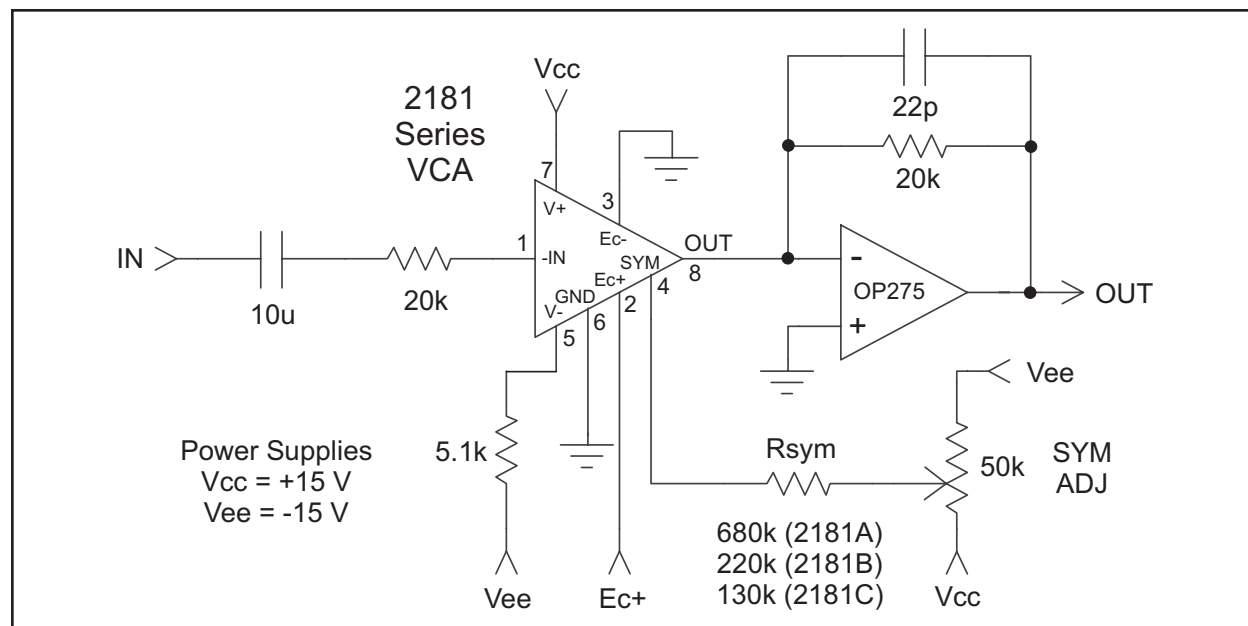 2181
Series
VCA
Vcc
7
V+
3
Ec-
IN
10u
20k
1
-IN
OUT
8
SYM
4
Ec+
2
GND
6
V-
5
22p
20k
-
OP275
+
OUT
Vee
5.1k
Power Supplies
Vcc = +15 V
Vee = -15 V
Vee
Ec+
Rsym
680k (2181A)
220k (2181B)
130k (2181C)
50k
SYM
ADJ
Vcc